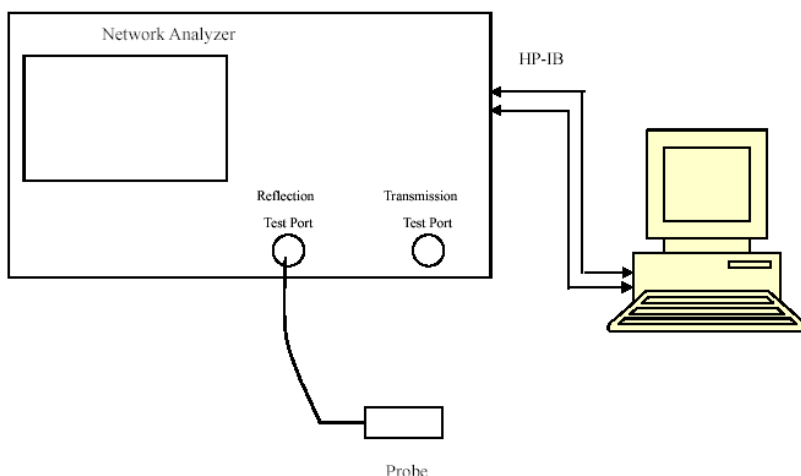 Network Analyzer
HP-IB
Reflection
Test Port
Transmission
Test Port
Probe